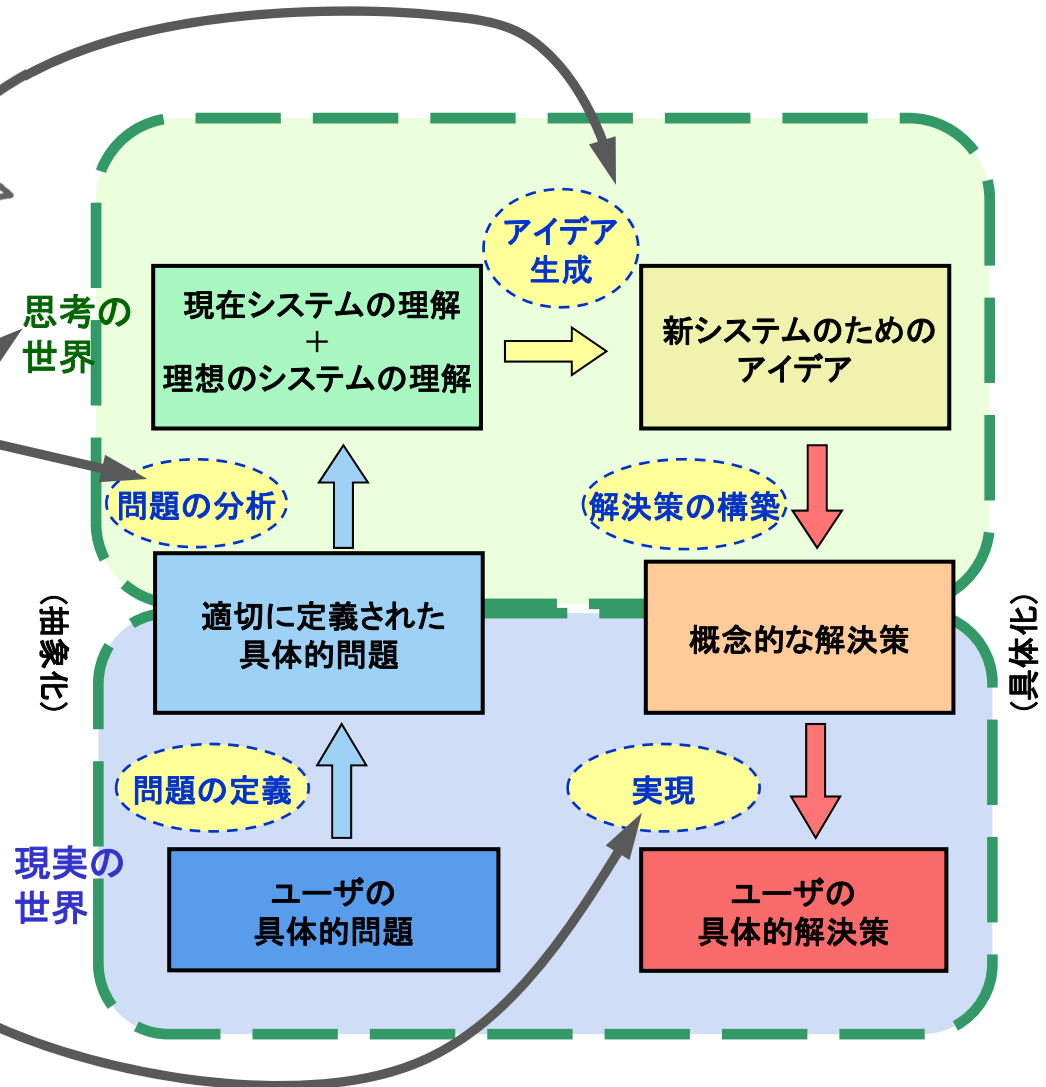 アイデア
生成
現在システムの理解
＋
理想のシステムの理解
新システムのための
アイデア
思考の
世界
問題の分析
解決策の構築
適切に定義された
具体的問題
概念的な解決策
（抽象化）
（具体化）
問題の定義
実現
現実の
世界
ユーザの
具体的問題
ユーザの
具体的解決策